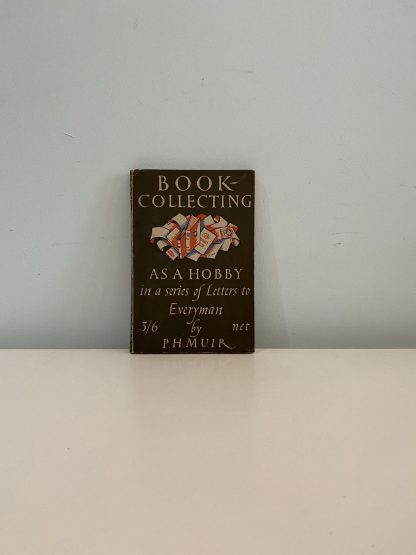 BOOK-
COLLECTING
AS A HOBBY
in a series of Letters to
Everyman
3/6 by net
P.H.MUIR